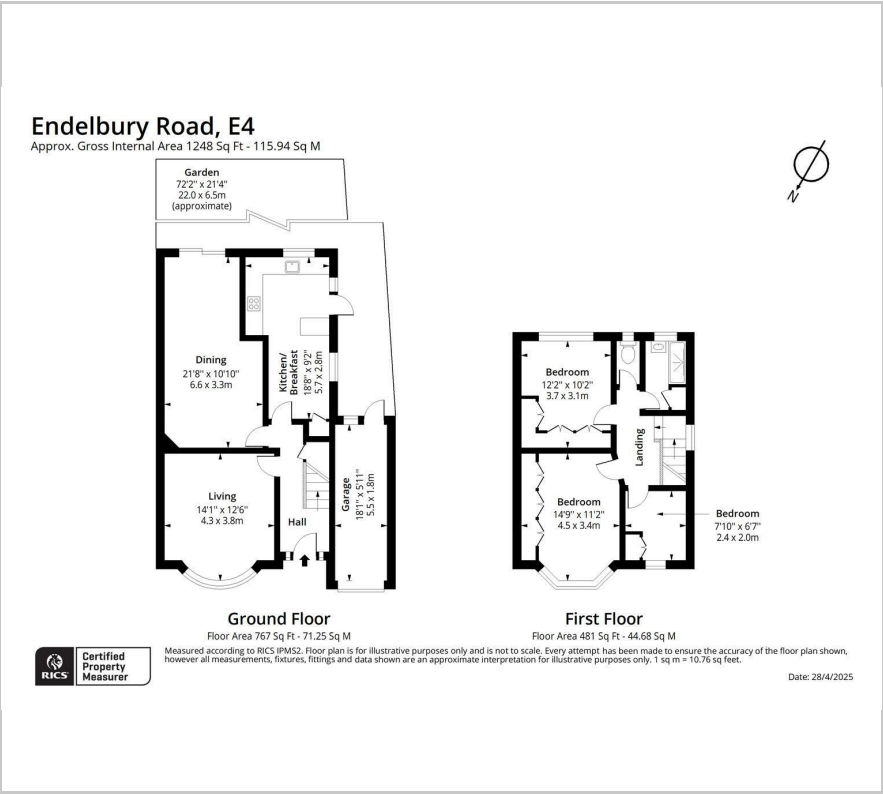 Endelbury Road, E4
Approx. Gross Internal Area 1248 Sq Ft - 115.94 Sq M
Garden
72'2" x 21'4"
22.0 x 6.5m
(approximate)
N
Dining
21'8" x 10'10"
6.6 x 3.3m
Kitchen/
Breakfast
18'8" x 9'2"
5.7 x 2.8m
Living
14'1" x 12'6"
4.3 x 3.8m
Hall
Garage
18'1" x 5'11"
5.5 x 1.8m
Ground Floor
Floor Area 767 Sq Ft - 71.25 Sq M
Bedroom
12'2" x 10'2"
3.7 x 3.1m
Landing
Bedroom
14'9" x 11'2"
4.5 x 3.4m
Bedroom
7'10" x 6'7"
2.4 x 2.0m
First Floor
Floor Area 481 Sq Ft - 44.68 Sq M
RICS
Certified
Property
Measurer
Measured according to RICS IPMS2. Floor plan is for illustrative purposes only and is not to scale. Every attempt has been made to ensure the accuracy of the floor plan shown,
however all measurements, fixtures, fittings and data shown are an approximate interpretation for illustrative purposes only. 1 sq m = 10.76 sq feet.
Date: 28/4/2025